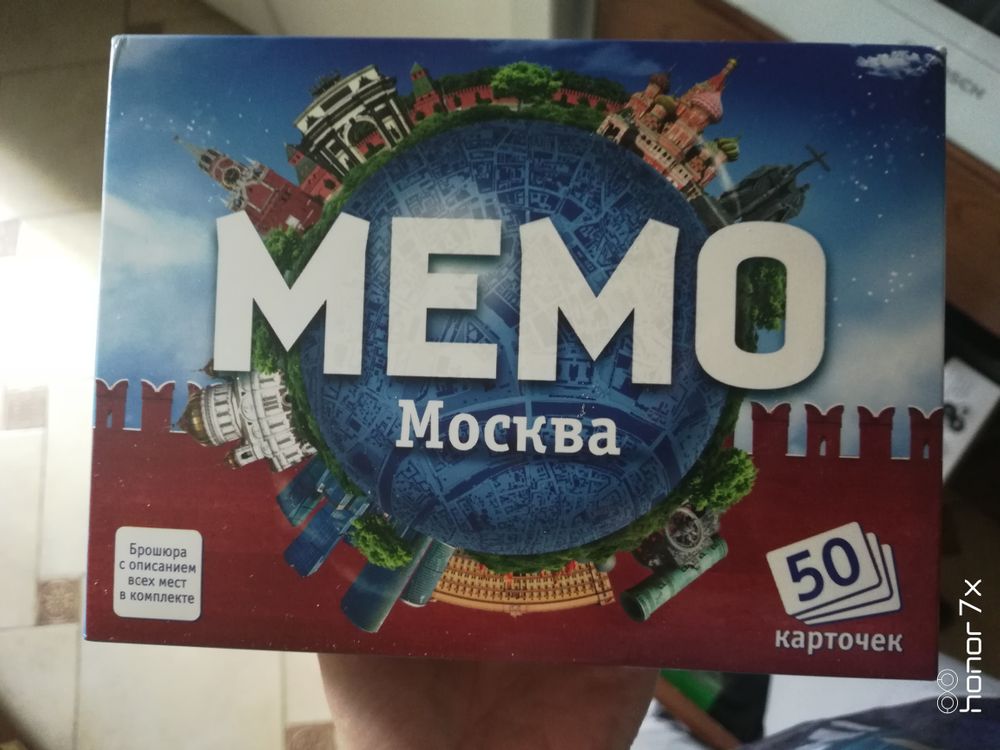 МЕМО
Москва
Брошюра
с описанием
всех мест
в комплекте
50
карточек
honor 7x